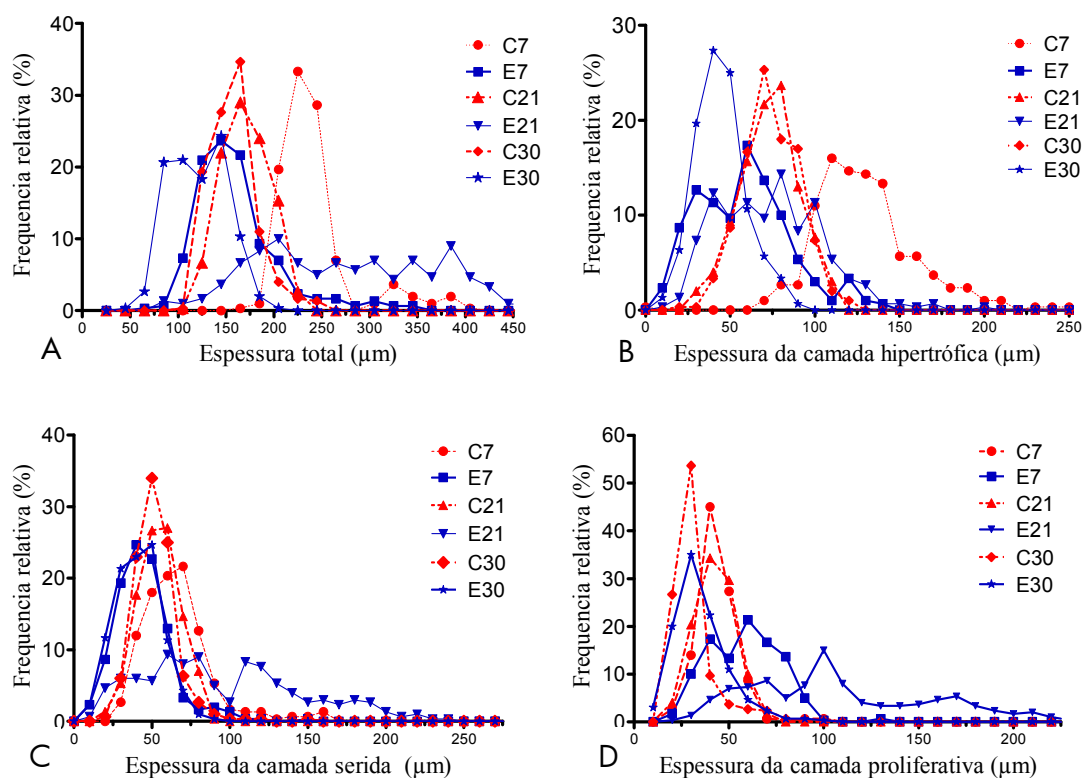 40
30
20
10
0
Frequencia relativa (%)
0 50 100 150 200 250 300 350 400 450
Espessura total (µm)
A
C7
E7
C21
E21
C30
E30
30
20
10
0
Frequencia relativa (%)
0 50 100 150 200 250
Espessura da camada hipertrófica (µm)
B
C7
E7
C21
E21
C30
E30
40
30
20
10
0
Frequencia relativa (%)
0 50 100 150 200 250
Espessura da camada serida (µm)
C
C7
E7
C21
E21
C30
E30
60
50
40
30
20
10
0
Frequencia relativa (%)
0 50 100 150 200
Espessura da camada proliferativa (µm)
D
C7
E7
C21
E21
C30
E30